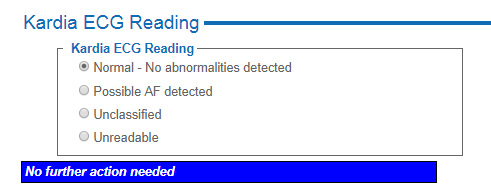 Kardia ECG Reading
Kardia ECG Reading
Normal - No abnormalities detected
Possible AF detected
Unclassified
Unreadable
No further action needed